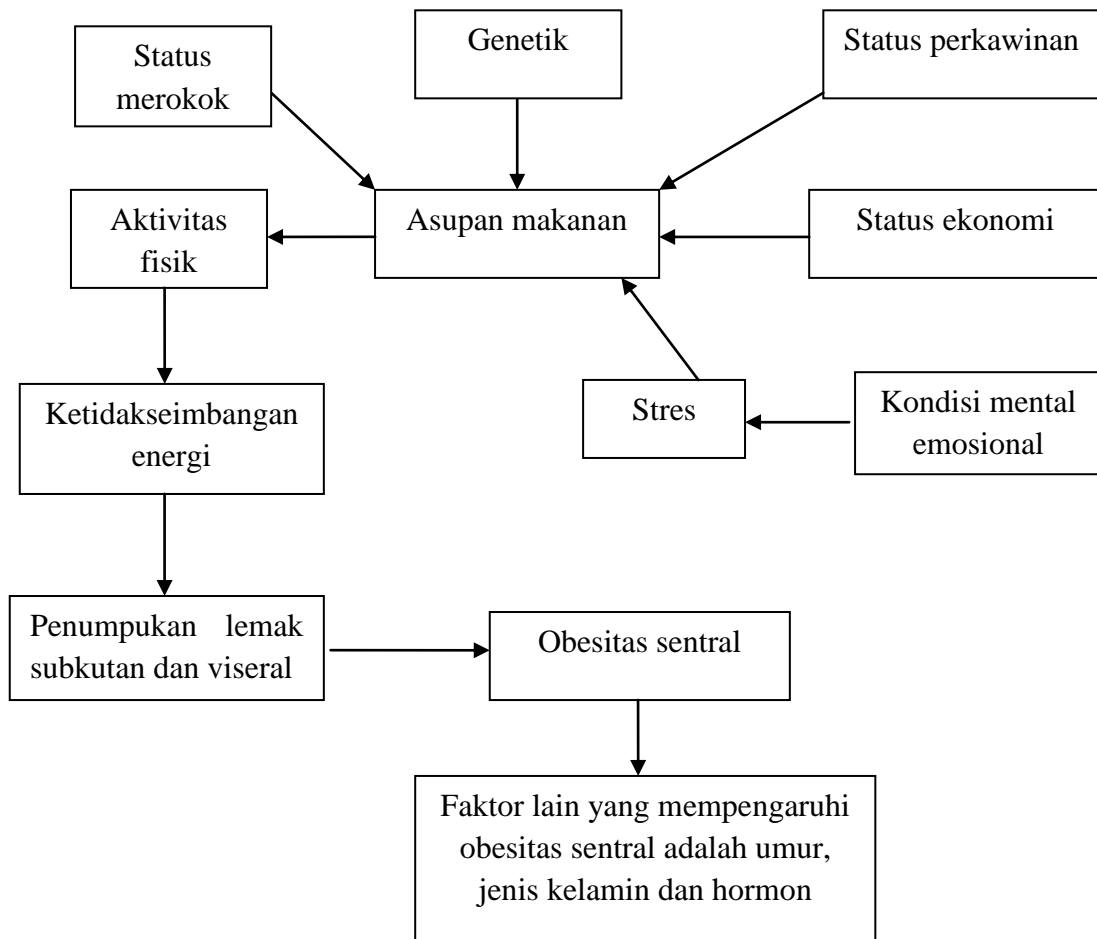 Status
merokok
Genetik
Status perkawinan
Aktivitas
fisik
Asupan makanan
Status ekonomi
Ketidakseimbangan
energi
Stres
Kondisi mental
emosional
Penumpukan lemak
subkutan dan viseral
Obesitas sentral
Faktor lain yang mempengaruhi
obesitas sentral adalah umur,
jenis kelamin dan hormon